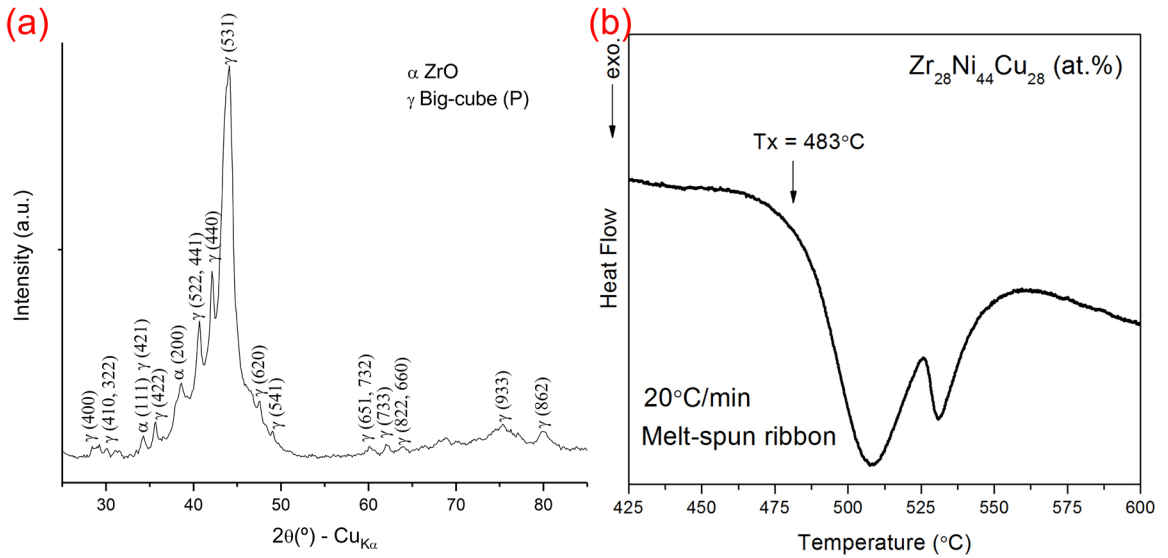 (a)
Intensity (a.u.)
γ (400)
γ (410, 322)
α (111) γ (421)
γ (422)
α (200)
γ (522, 441)
γ (440)
γ (531)
γ (620)
γ (541)
γ (651, 732)
γ (733)
γ (822, 660)
γ (933)
γ (862)
α ZrO
γ Big-cube (P)
30 40 50 60 70 80
2θ(º) - CuKα
(b)
Heat Flow
exo.
Zr28Ni44Cu28 (at.%)
Tx = 483°C
20°C/min
Melt-spun ribbon
425 450 475 500 525 550 575 600
Temperature (°C)